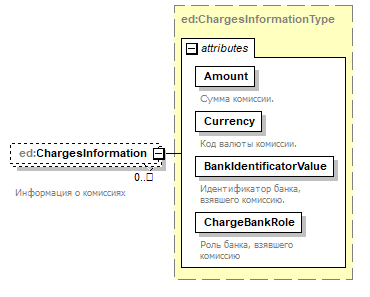 ed:ChargesInformationType
attributes
Amount
Сумма комиссии.
Currency
Код валюты комиссии.
ed:ChargesInformation
BankIdentificatorValue
0..
Информация о комиссиях
Идентификатор банка,
взявшего комиссию.
ChargeBankRole
Роль банка, взявшего
комиссию